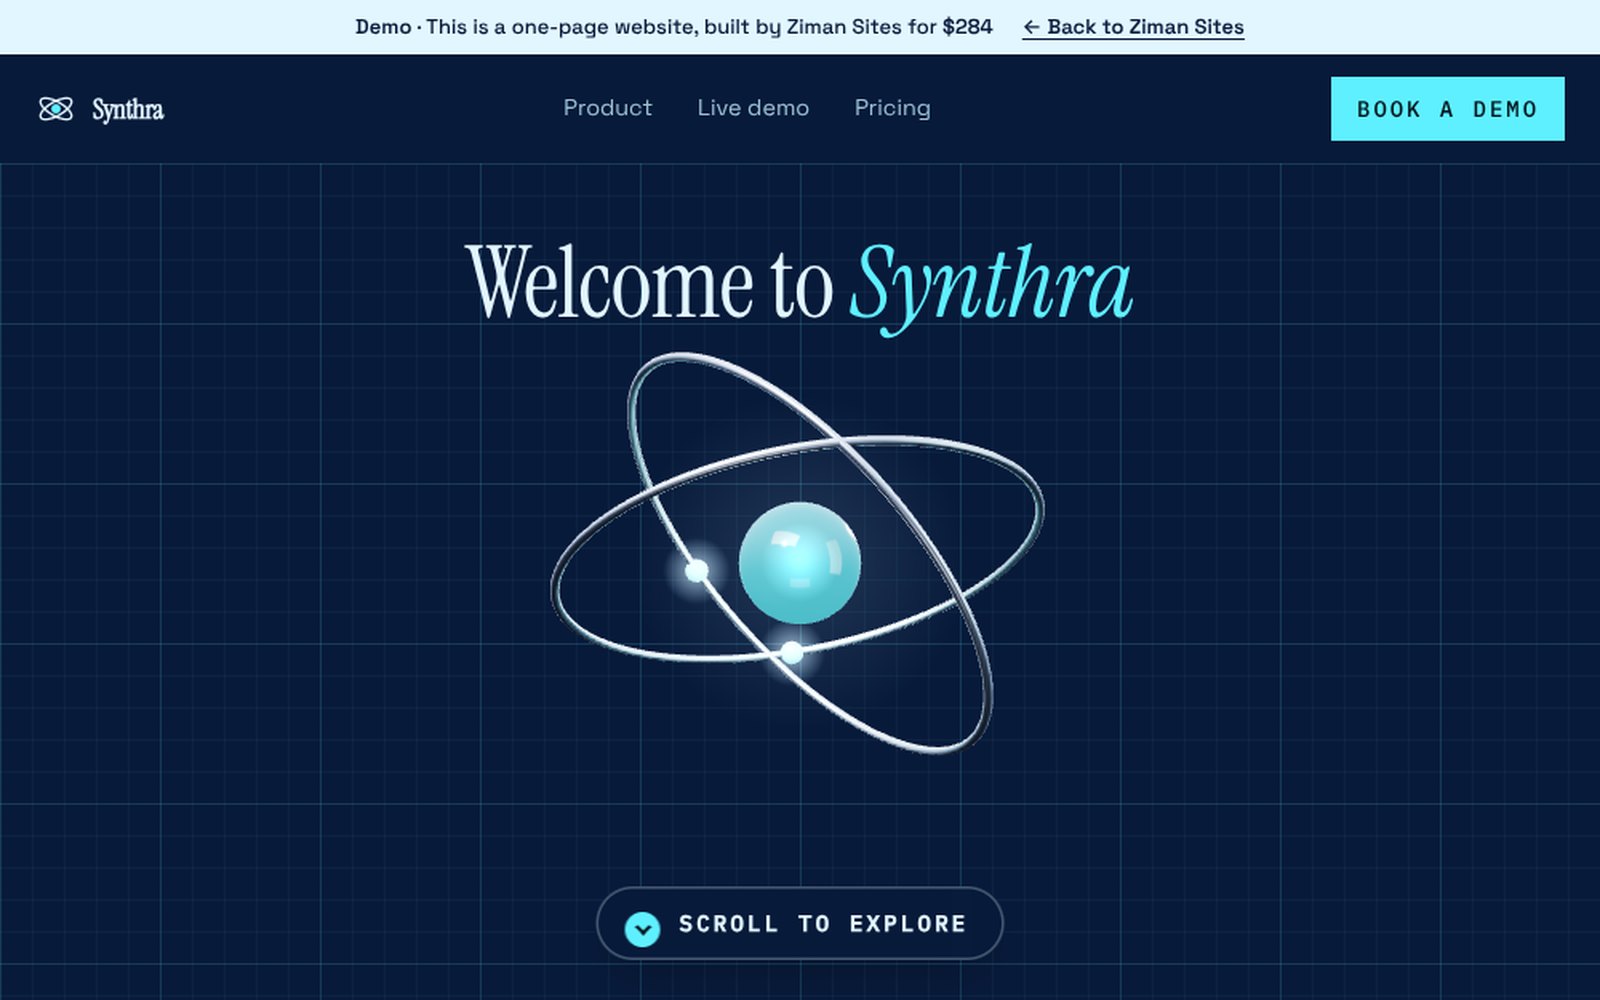 Demo · This is a one-page website, built by Ziman Sites for $284 ← Back to Ziman Sites
Synthra
Product Live demo Pricing
BOOK A DEMO
Welcome to Synthra
SCROLL TO EXPLORE